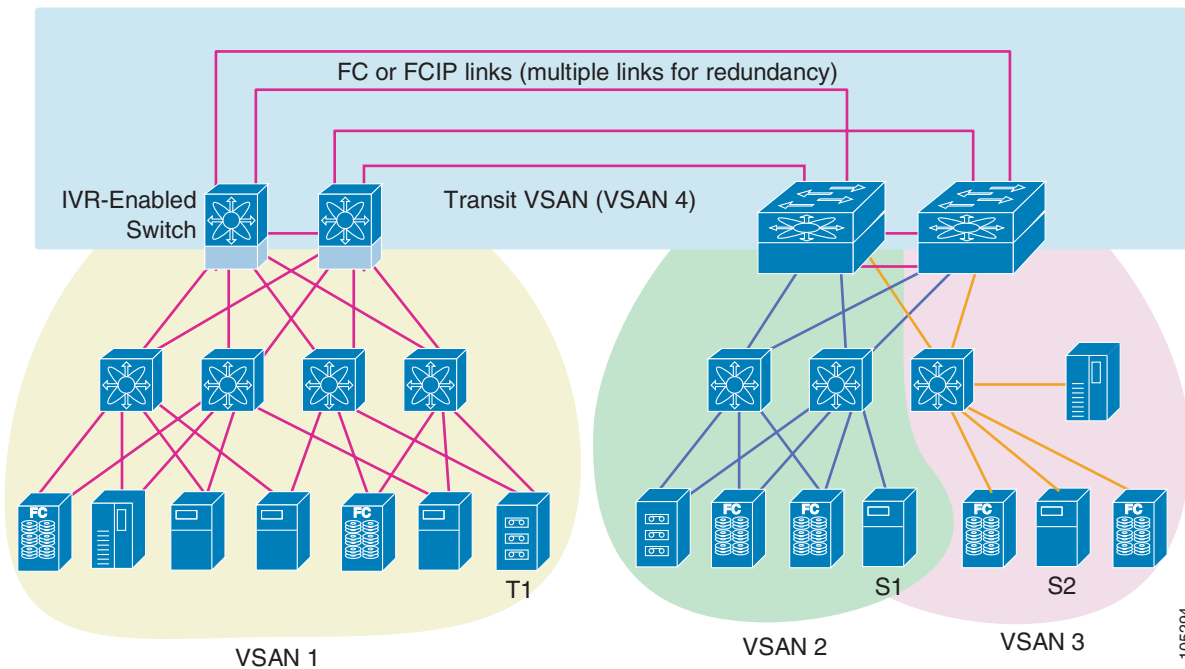 FC or FCIP links (multiple links for redundancy)
IVR-Enabled
Switch
Transit VSAN (VSAN 4)
FC
FC
FC
FC
FC
FC
T1
S1
S2
VSAN 1
VSAN 2
VSAN 3